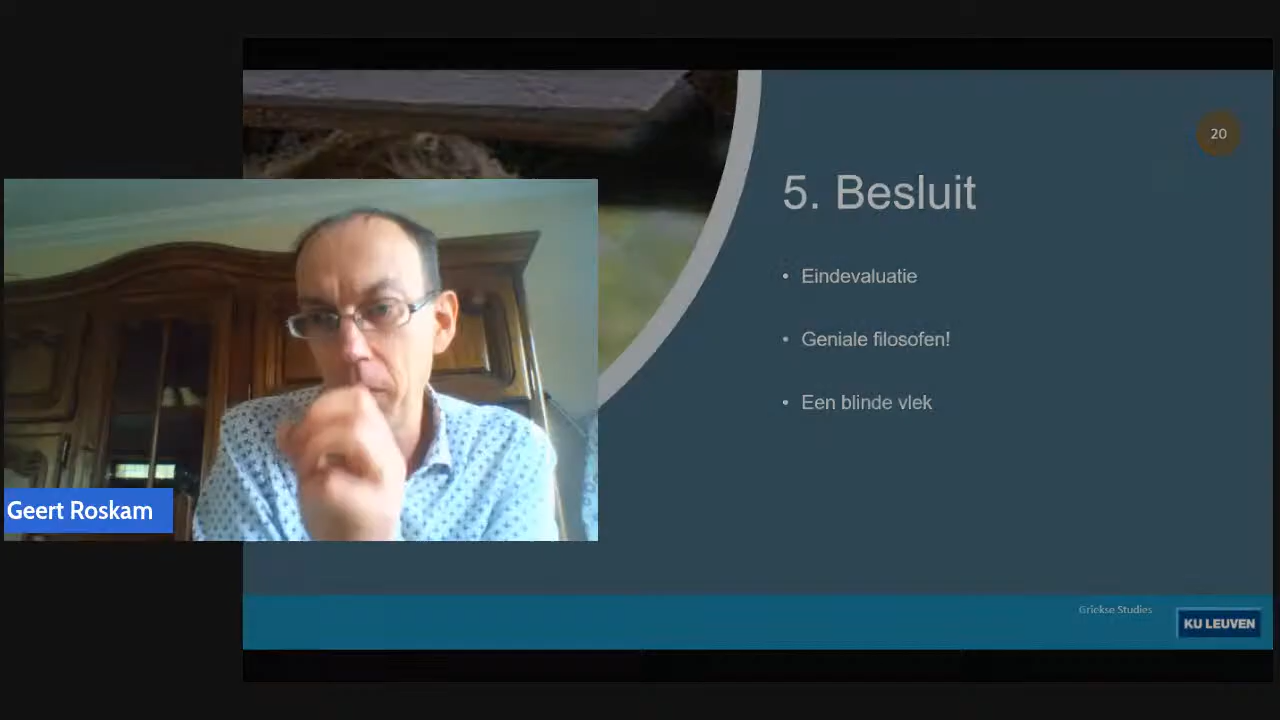 20
5. Besluit
• Eindevaluatie
• Geniale filosofen!
• Een blinde vlek
Geert Roskam
Griekse Studies
KU LEUVEN